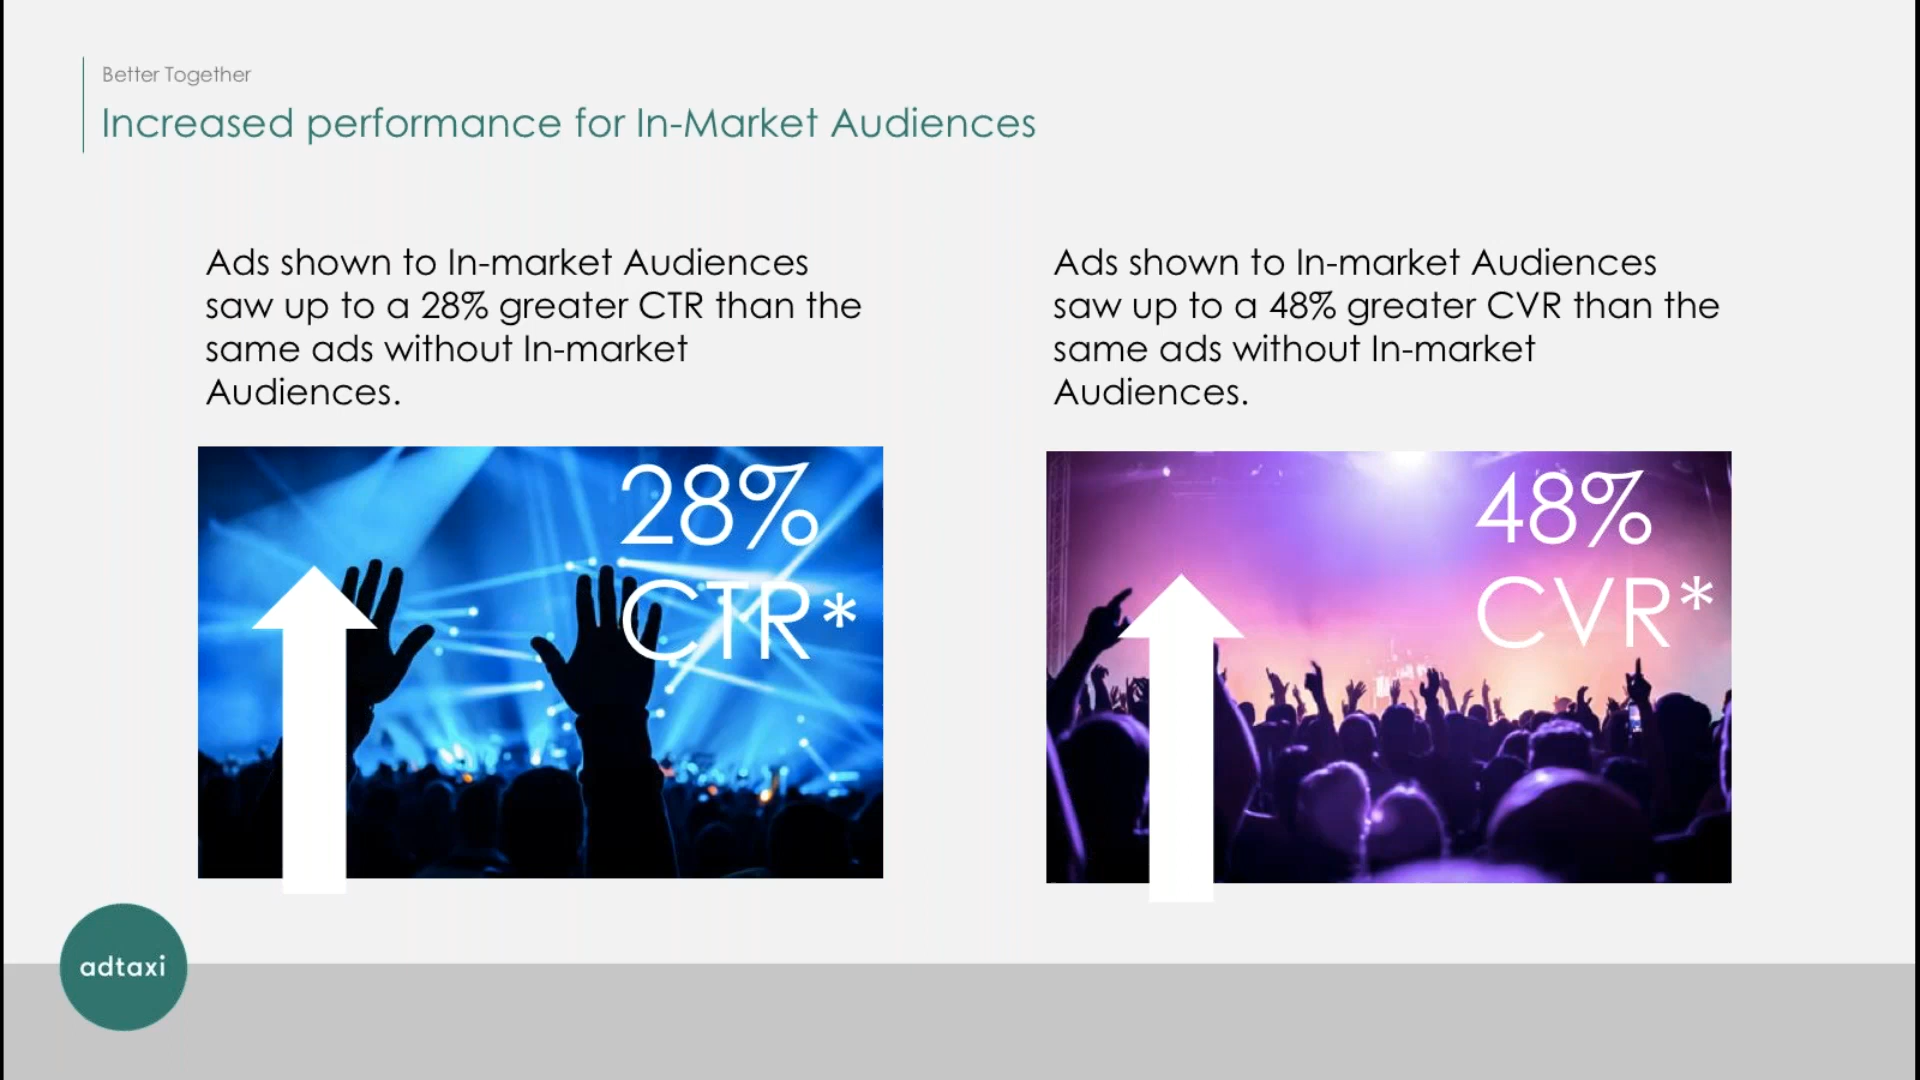 Better Together
Increased performance for In-Market Audiences
Ads shown to In-market Audiences
saw up to a 28% greater CTR than the
same ads without In-market
Audiences.
28%
CTR*
Ads shown to In-market Audiences
saw up to a 48% greater CVR than the
same ads without In-market
Audiences.
48%
CVR*
adtaxi